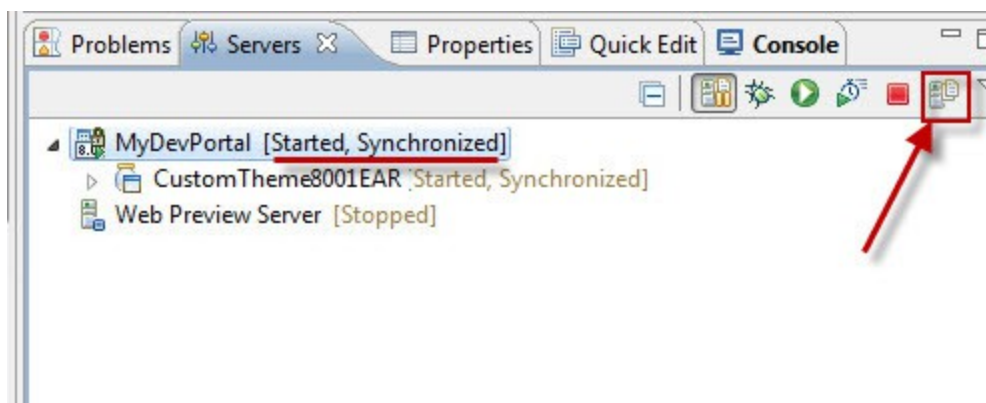 Problems Servers Properties Quick Edit Console
MyDevPortal [Started, Synchronized]
CustomTheme8001EAR [Started, Synchronized]
Web Preview Server [Stopped]